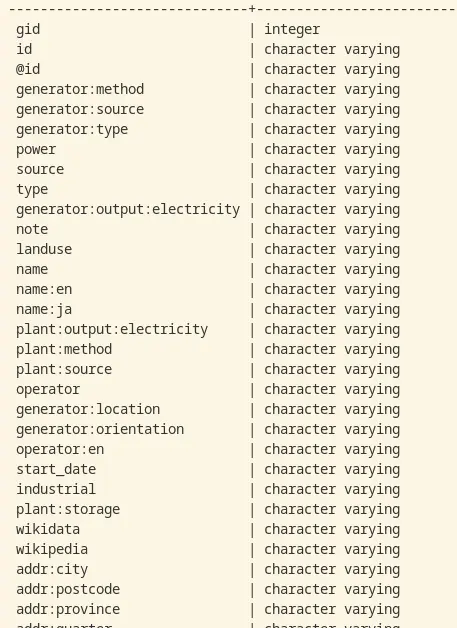 -----------------------------+-------------------------
gid | integer
id | character varying
@id | character varying
generator:method | character varying
generator:source | character varying
generator:type | character varying
power | character varying
source | character varying
type | character varying
generator:output:electricity | character varying
note | character varying
landuse | character varying
name | character varying
name:en | character varying
name:ja | character varying
plant:output:electricity | character varying
plant:method | character varying
plant:source | character varying
operator | character varying
generator:location | character varying
generator:orientation | character varying
operator:en | character varying
start_date | character varying
industrial | character varying
plant:storage | character varying
wikidata | character varying
wikipedia | character varying
addr:city | character varying
addr:postcode | character varying
addr:province | character varying
addr:quarter | character varying